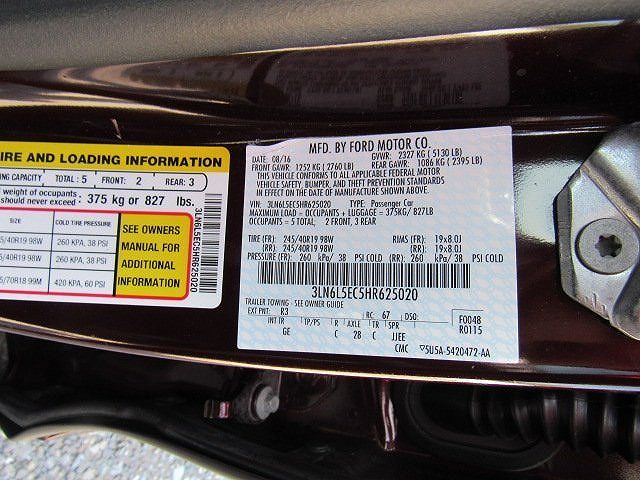 IRE AND LOADING INFORMATION
ING CAPACITY TOTAL: 5 FRONT: 2 REAR: 3
weight of occupants
should never exceed: 375 kg or 827 lbs.
SIZE COLD TIRE PRESSURE
5/40R19 98W 260 KPA, 38 PSI
5/40R19 98W 260 KPA, 38 PSI
5/70R18 99M 420 KPA, 60 PSI
SEE OWNERS
MANUAL FOR
ADDITIONAL
INFORMATION
3LN6L5EC5HR625020
MFD. BY FORD MOTOR CO.
DATE: 08/16 GVWR: 2327 KG ( 5130 LB)
FRONT GAWR: 1252 KG ( 2760 LB) REAR GAWR: 1086 KG ( 2395 LB)
THIS VEHICLE CONFORMS TO ALL APPLICABLE FEDERAL MOTOR
VEHICLE SAFETY, BUMPER, AND THEFT PREVENTION STANDARDS
IN EFFECT ON THE DATE OF MANUFACTURE SHOWN ABOVE.
VIN: 3LN6L5EC5HR625020 TYPE: Passenger Car
MAXIMUM LOAD - OCCUPANTS + LUGGAGE - 375KG/ 827LB
OCCUPANTS - 5 TOTAL, 2 FRONT, 3 REAR
TIRE (FR): 245/40R19 98W RIMS (FR): 19x8.0J
(RR): 245/40R19 98W (RR): 19x8.0J
PRESSURE (FR): 260 kPa/ 38 PSI COLD (RR): 260 kPa/ 38 PSI COLD
3LN6L5EC5HR625020
TRAILER TOWING - SEE OWNER GUIDE
EXT PNT: R3 RC: 67 DSO: F0048
INT TR TP/PS R AXLE TR SPR R0115
GE C 2B C JJEE
CMC ▽5U5A-5420472-AA